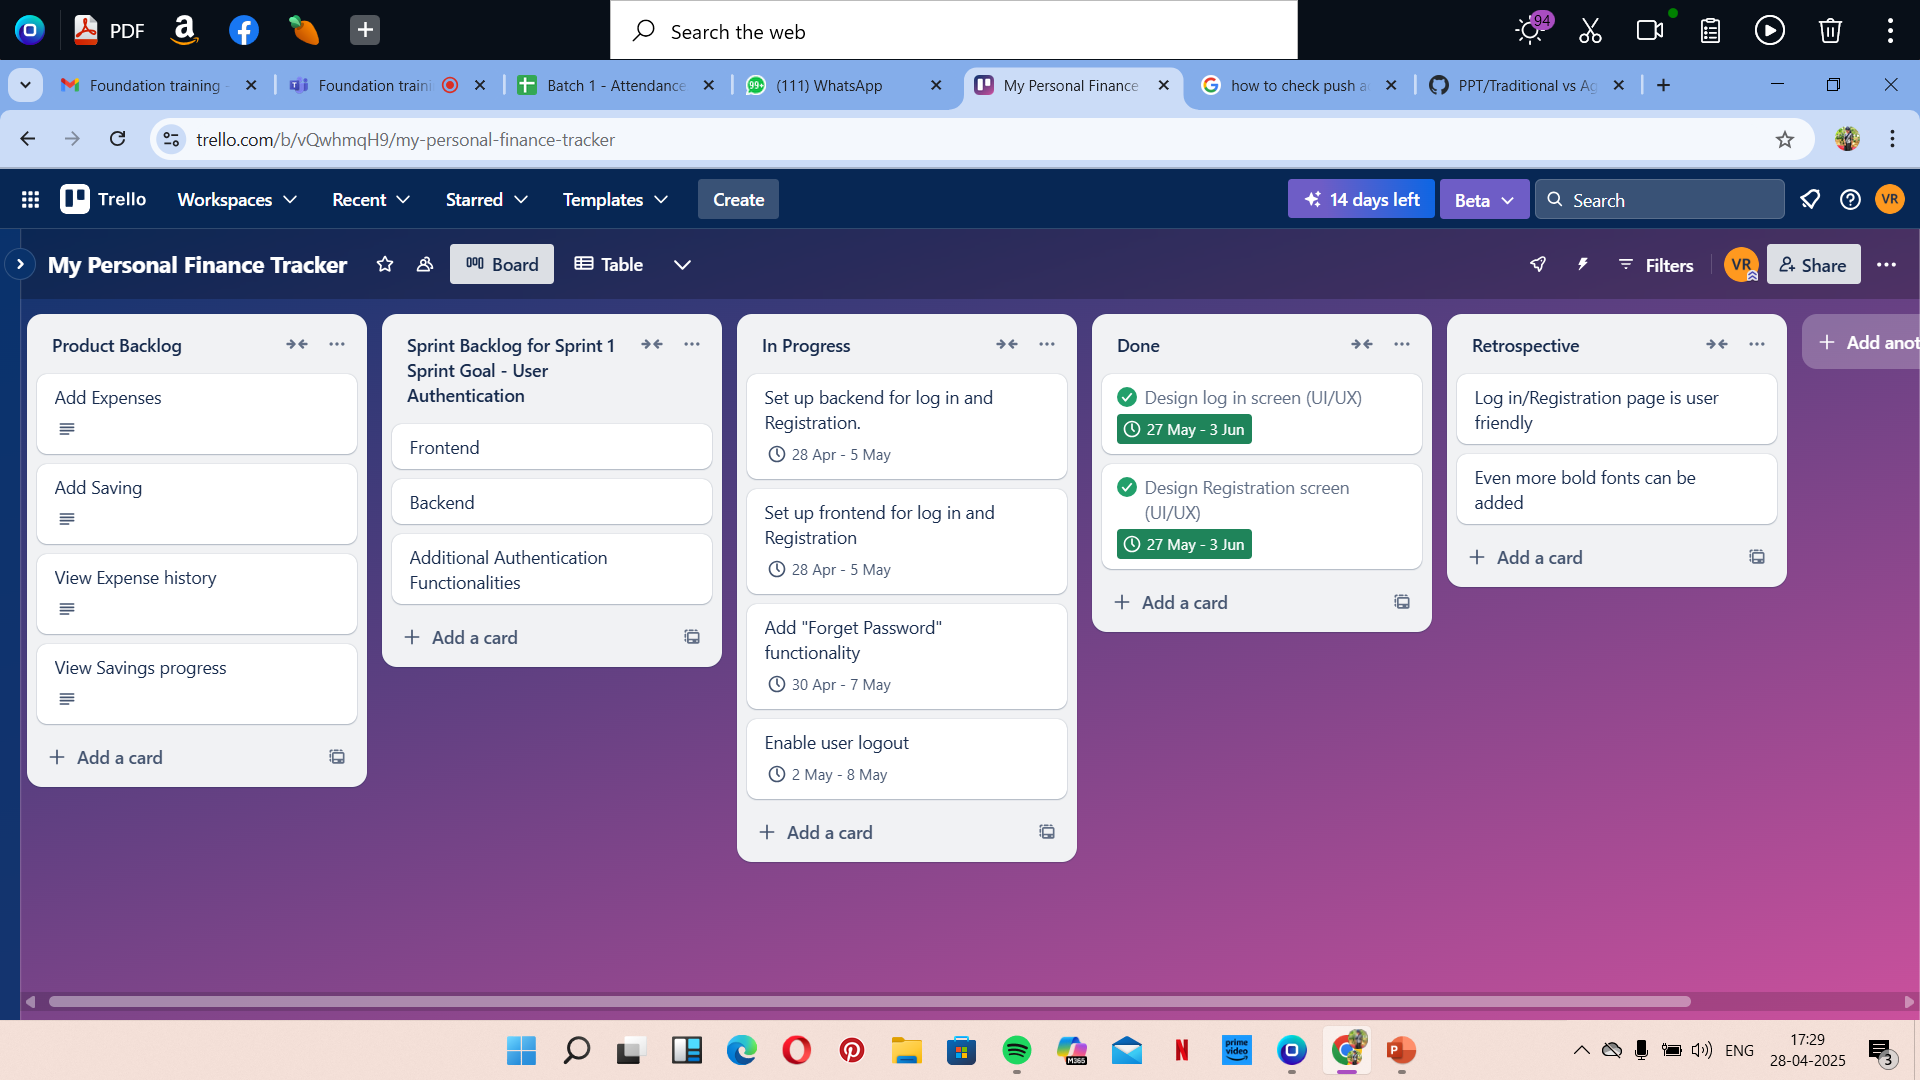 PDF
Search the web
94
Foundation training -
Foundation traini
Batch 1 - Attendance
(111) WhatsApp
My Personal Finance
how to check push a
PPT/Traditional vs Ag
trello.com/b/vQwhmqH9/my-personal-finance-tracker
Trello
Workspaces
Recent
Starred
Templates
Create
14 days left
Beta
Search
VR
My Personal Finance Tracker
Board
Table
Filters
VR
Share
Product Backlog
Add Expenses
Add Saving
View Expense history
View Savings progress
+ Add a card
Sprint Backlog for Sprint 1
Sprint Goal - User
Authentication
Frontend
Backend
Additional Authentication
Functionalities
+ Add a card
In Progress
Set up backend for log in and
Registration.
28 Apr - 5 May
Set up frontend for log in and
Registration
28 Apr - 5 May
Add "Forget Password"
functionality
30 Apr - 7 May
Enable user logout
2 May - 8 May
+ Add a card
Done
Design log in screen (UI/UX)
27 May - 3 Jun
Design Registration screen
(UI/UX)
27 May - 3 Jun
+ Add a card
Retrospective
Log in/Registration page is user
friendly
Even more bold fonts can be
added
+ Add a card
+ Add anot
prime
video
M365
ENG
17:29
28-04-2025
3